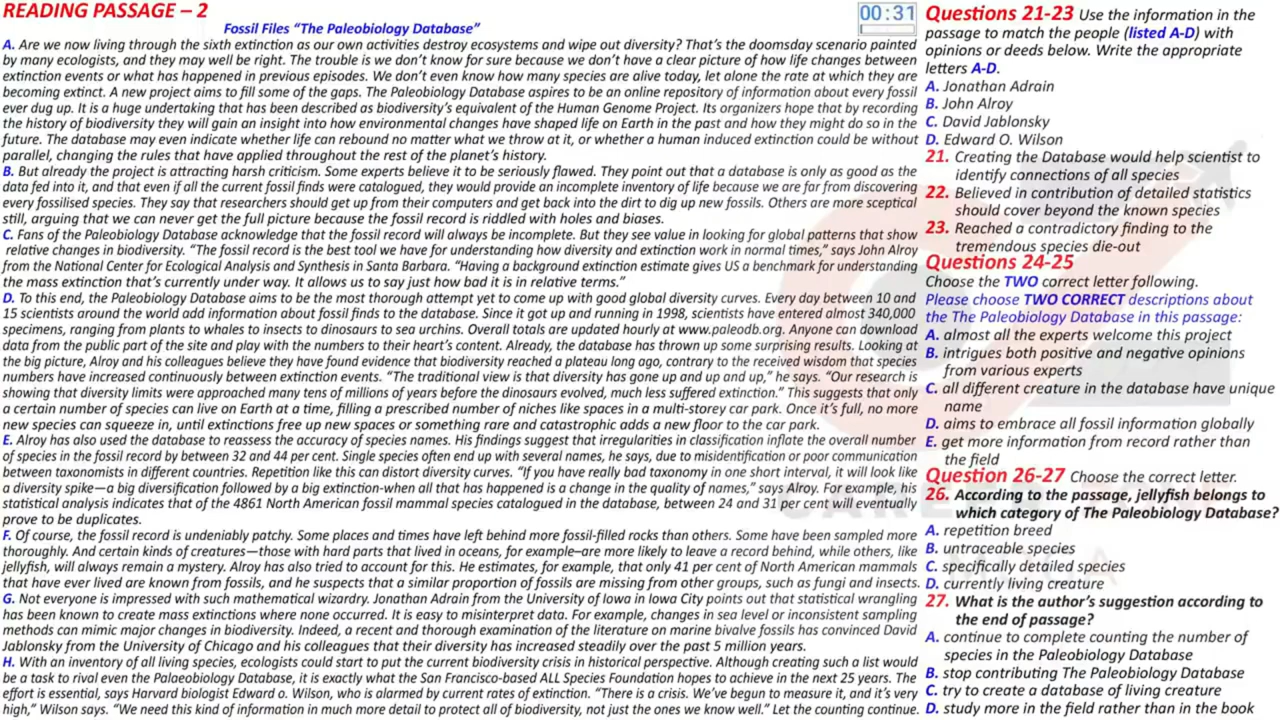 READING PASSAGE – 2
Fossil Files “The Paleobiology Database”
A. Are we now living through the sixth extinction as our own activities destroy ecosystems and wipe out diversity? That’s the doomsday scenario painted
by many ecologists, and they may well be right. The trouble is we don’t know for sure because we don’t have a clear picture of how life changes between
extinction events or what has happened in previous episodes. We don’t even know how many species are alive today, let alone the rate at which they are
becoming extinct. A new project aims to fill some of the gaps. The Paleobiology Database aspires to be an online repository of information about every fossil
ever dug up. It is a huge undertaking that has been described as biodiversity’s equivalent of the Human Genome Project. Its organizers hope that by recording
the history of biodiversity they will gain an insight into how environmental changes have shaped life on Earth in the past and how they might do so in the
future. The database may even indicate whether life can rebound no matter what we throw at it, or whether a human induced extinction could be without
parallel, changing the rules that have applied throughout the rest of the planet’s history.
B. But already the project is attracting harsh criticism. Some experts believe it to be seriously flawed. They point out that a database is only as good as the
data fed into it, and that even if all the current fossil finds were catalogued, they would provide an incomplete inventory of life because we are far from discovering
every fossilised species. They say that researchers should get up from their computers and get back into the dirt to dig up new fossils. Others are more sceptical
still, arguing that we can never get the full picture because the fossil record is riddled with holes and biases.
C. Fans of the Paleobiology Database acknowledge that the fossil record will always be incomplete. But they see value in looking for global patterns that show
relative changes in biodiversity. “The fossil record is the best tool we have for understanding how diversity and extinction work in normal times,” says John Alroy
from the National Center for Ecological Analysis and Synthesis in Santa Barbara. “Having a background extinction estimate gives US a benchmark for understanding
the mass extinction that’s currently under way. It allows us to say just how bad it is in relative terms.”
D. To this end, the Paleobiology Database aims to be the most thorough attempt yet to come up with good global diversity curves. Every day between 10 and
15 scientists around the world add information about fossil finds to the database. Since it got up and running in 1998, scientists have entered almost 340,000
specimens, ranging from plants to whales to insects to dinosaurs to sea urchins. Overall totals are updated hourly at www.paleodb.org. Anyone can download
data from the public part of the site and play with the numbers to their heart’s content. Already, the database has thrown up some surprising results. Looking at
the big picture, Alroy and his colleagues believe they have found evidence that biodiversity reached a plateau long ago, contrary to the received wisdom that species
numbers have increased continuously between extinction events. “The traditional view is that diversity has gone up and up and up,” he says. “Our research is
showing that diversity limits were approached many tens of millions of years before the dinosaurs evolved, much less suffered extinction.” This suggests that only
a certain number of species can live on Earth at a time, filling a prescribed number of niches like spaces in a multi-storey car park. Once it’s full, no more
new species can squeeze in, until extinctions free up new spaces or something rare and catastrophic adds a new floor to the car park.
E. Alroy has also used the database to reassess the accuracy of species names. His findings suggest that irregularities in classification inflate the overall number
of species in the fossil record by between 32 and 44 per cent. Single species often end up with several names, he says, due to misidentification or poor communication
between taxonomists in different countries. Repetition like this can distort diversity curves. “If you have really bad taxonomy in one short interval, it will look like
a diversity spike—a big diversification followed by a big extinction-when all that has happened is a change in the quality of names,” says Alroy. For example, his
statistical analysis indicates that of the 4861 North American fossil mammal species catalogued in the database, between 24 and 31 per cent will eventually
prove to be duplicates.
F. Of course, the fossil record is undeniably patchy. Some places and times have left behind more fossil-filled rocks than others. Some have been sampled more
thoroughly. And certain kinds of creatures—those with hard parts that lived in oceans, for example–are more likely to leave a record behind, while others, like
jellyfish, will always remain a mystery. Alroy has also tried to account for this. He estimates, for example, that only 41 per cent of North American mammals
that have ever lived are known from fossils, and he suspects that a similar proportion of fossils are missing from other groups, such as fungi and insects.
G. Not everyone is impressed with such mathematical wizardry. Jonathan Adrain from the University of Iowa in Iowa City points out that statistical wrangling
has been known to create mass extinctions where none occurred. It is easy to misinterpret data. For example, changes in sea level or inconsistent sampling
methods can mimic major changes in biodiversity. Indeed, a recent and thorough examination of the literature on marine bivalve fossils has convinced David
Jablonsky from the University of Chicago and his colleagues that their diversity has increased steadily over the past 5 million years.
H. With an inventory of all living species, ecologists could start to put the current biodiversity crisis in historical perspective. Although creating such a list would
be a task to rival even the Palaeobiology Database, it is exactly what the San Francisco-based ALL Species Foundation hopes to achieve in the next 25 years. The
effort is essential, says Harvard biologist Edward o. Wilson, who is alarmed by current rates of extinction. “There is a crisis. We’ve begun to measure it, and it’s very
high,” Wilson says. “We need this kind of information in much more detail to protect all of biodiversity, not just the ones we know well.” Let the counting continue.
00:31
Questions 21-23 Use the information in the
passage to match the people (listed A-D) with
opinions or deeds below. Write the appropriate
letters A-D.
A. Jonathan Adrain
B. John Alroy
C. David Jablonsky
D. Edward O. Wilson
21. Creating the Database would help scientist to
identify connections of all species
22. Believed in contribution of detailed statistics
should cover beyond the known species
23. Reached a contradictory finding to the
tremendous species die-out
Questions 24-25
Choose the TWO correct letter following.
Please choose TWO CORRECT descriptions about
the The Paleobiology Database in this passage:
A. almost all the experts welcome this project
B. intrigues both positive and negative opinions
from various experts
C. all different creature in the database have unique
name
D. aims to embrace all fossil information globally
E. get more information from record rather than
the field
Question 26-27 Choose the correct letter.
26. According to the passage, jellyfish belongs to
which category of The Paleobiology Database?
A. repetition breed
B. untraceable species
C. specifically detailed species
D. currently living creature
27. What is the author’s suggestion according to
the end of passage?
A. continue to complete counting the number of
species in the Paleobiology Database
B. stop contributing The Paleobiology Database
C. try to create a database of living creature
D. study more in the field rather than in the book